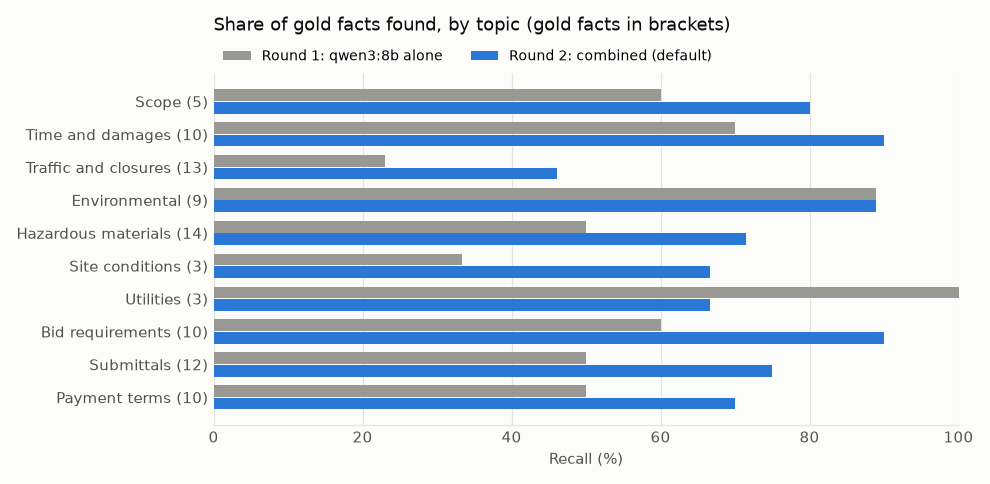 Share of gold facts found, by topic (gold facts in brackets)
Round 1: qwen3:8b alone Round 2: combined (default)
Scope (5)
Time and damages (10)
Traffic and closures (13)
Environmental (9)
Hazardous materials (14)
Site conditions (3)
Utilities (3)
Bid requirements (10)
Submittals (12)
Payment terms (10)
0 20 40 60 80 100
Recall (%)